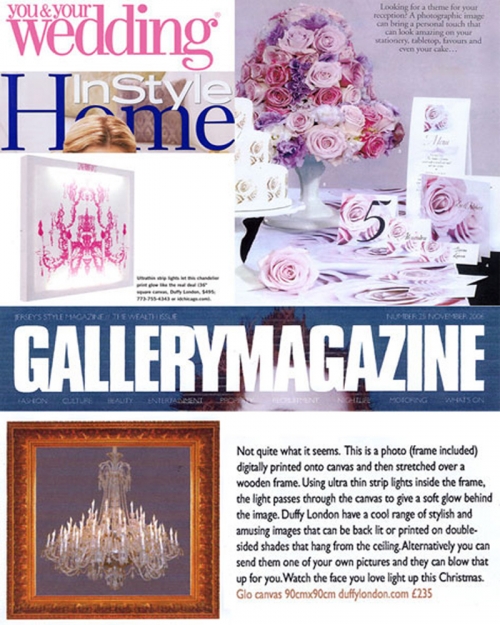 you & your
wedding
InStyle
Home
Looking for a theme for your
reception? A photographic image
can bring a personal touch that
can look amazing on your
stationery, tabletop, favours and
even your cake…
Menu
5
Ultrathin strip lights let this chandelier
print glow like the real deal (36"
square canvas, Duffy London, $495;
773-755-4343 or idchicago.com).
JERSEY'S STYLE MAGAZINE / THE WEALTH ISSUE NUMBER 25 NOVEMBER 2006
GALLERYMAGAZINE
FASHION CULTURE BEAUTY ENTERTAINMENT PROPERTY RECRUITMENT NIGHTLIFE MOTORING WHAT'S ON
Not quite what it seems. This is a photo (frame included)
digitally printed onto canvas and then stretched over a
wooden frame. Using ultra thin strip lights inside the frame,
the light passes through the canvas to give a soft glow behind
the image. Duffy London have a cool range of stylish and
amusing images that can be back lit or printed on double-
sided shades that hang from the ceiling. Alternatively you can
send them one of your own pictures and they can blow that
up for you. Watch the face you love light up this Christmas.
Glo canvas 90cmx90cm duffylondon.com £235